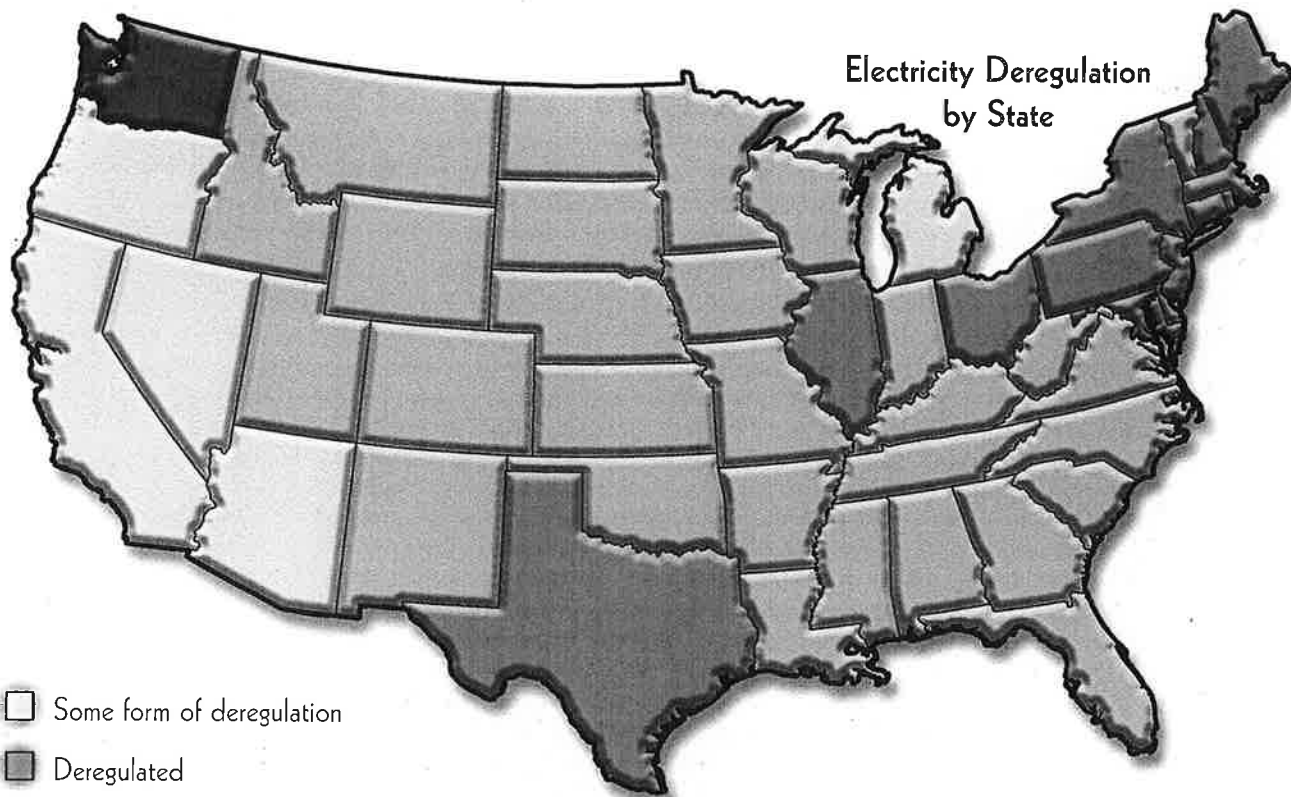 Electricity Deregulation
by State
Some form of deregulation
Deregulated